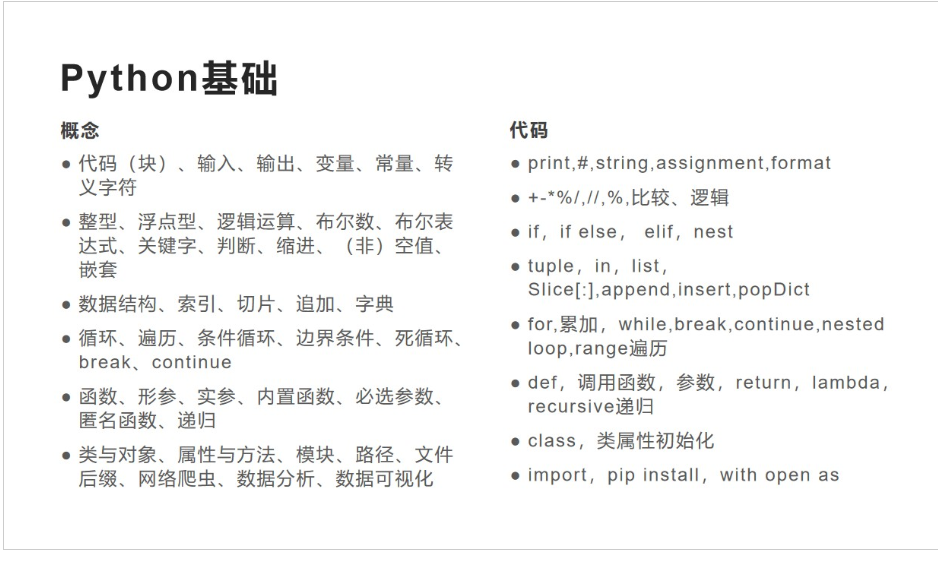 Python基础
概念
● 代码（块）、输入、输出、变量、常量、转
义字符
● 整型、浮点型、逻辑运算、布尔数、布尔表
达式、关键字、判断、缩进、（非）空值、
嵌套
● 数据结构、索引、切片、追加、字典
● 循环、遍历、条件循环、边界条件、死循环、
break、continue
● 函数、形参、实参、内置函数、必选参数、
匿名函数、递归
● 类与对象、属性与方法、模块、路径、文件
后缀、网络爬虫、数据分析、数据可视化
代码
● print,#,string,assignment,format
● +-*%/,//,%,比较、逻辑
● if，if else， elif，nest
● tuple，in，list，
Slice[:],append,insert,popDict
● for,累加，while,break,continue,nested
loop,range遍历
● def，调用函数，参数，return，lambda，
recursive递归
● class，类属性初始化
● import，pip install，with open as